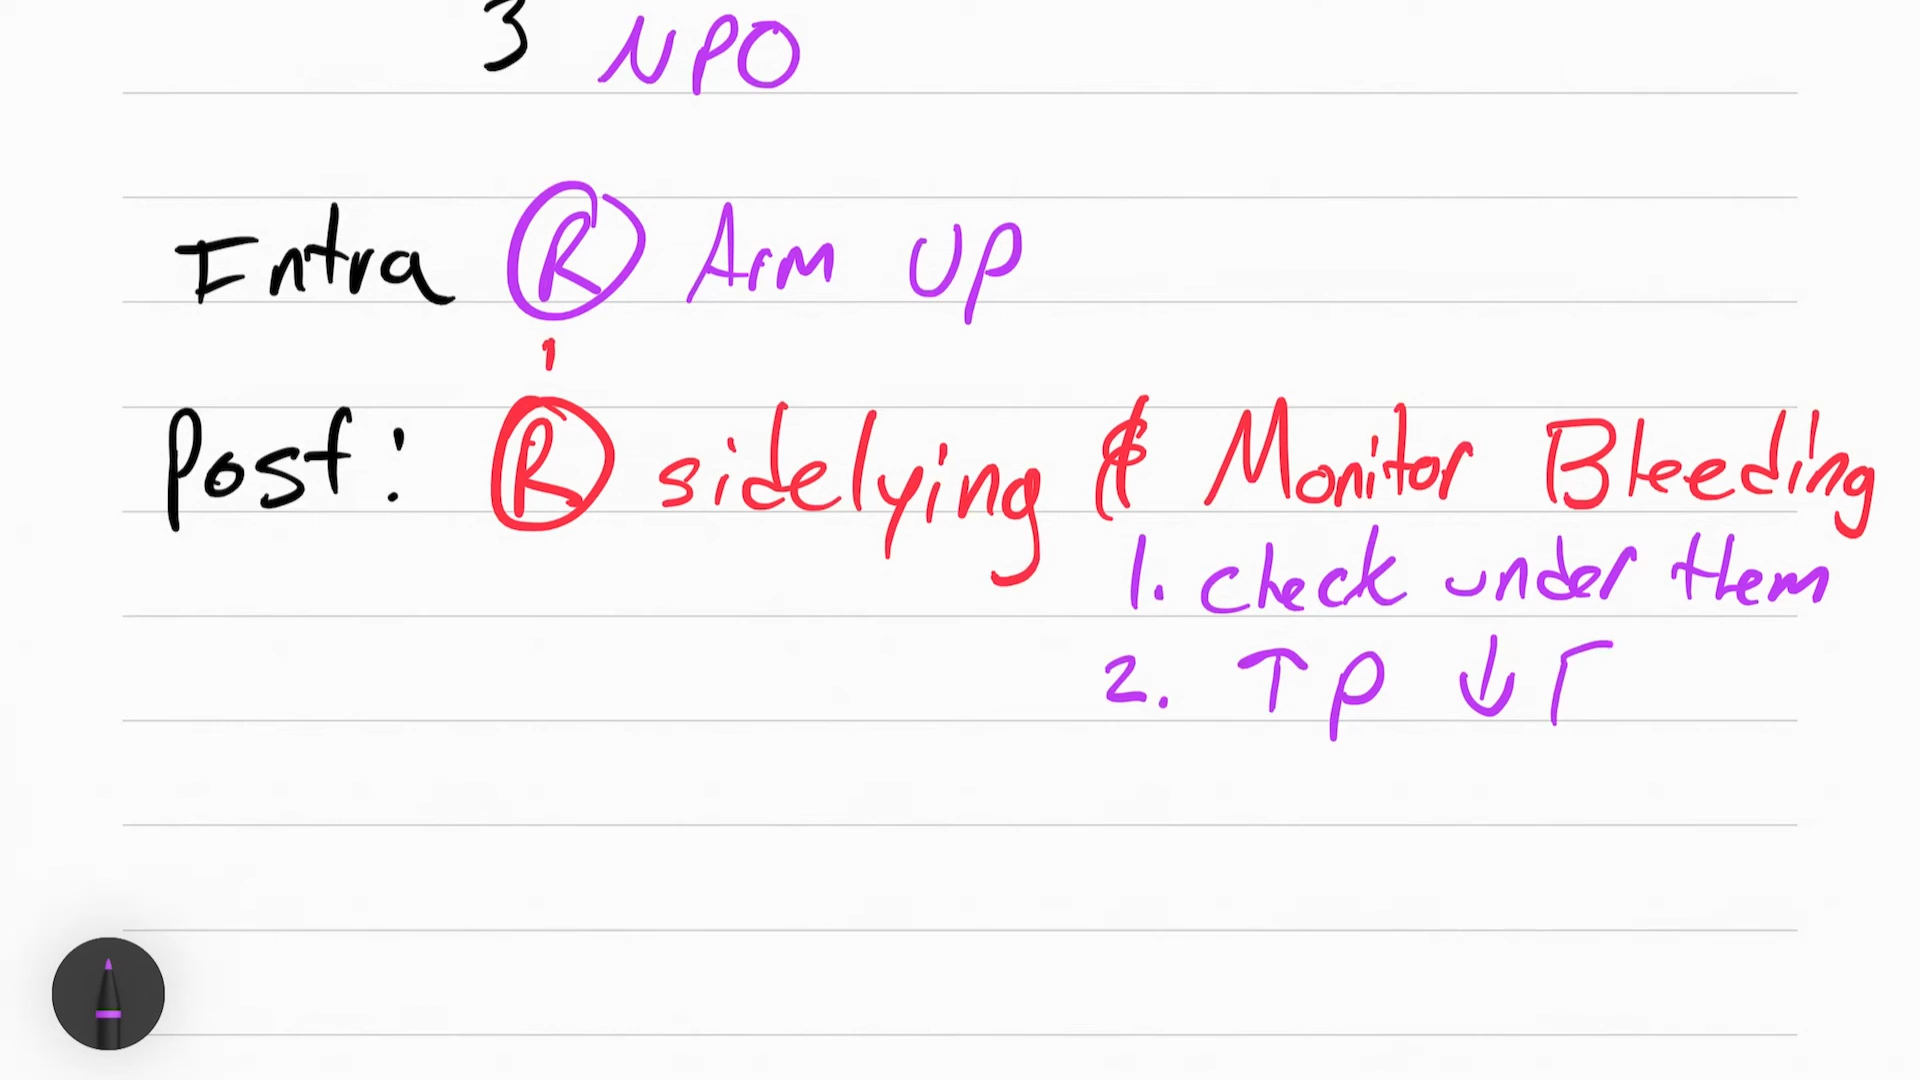 3 NPO
Intra R Arm UP
Post: R sidelying & Monitor Bleeding
1. check under them
2. ↑ P ↓